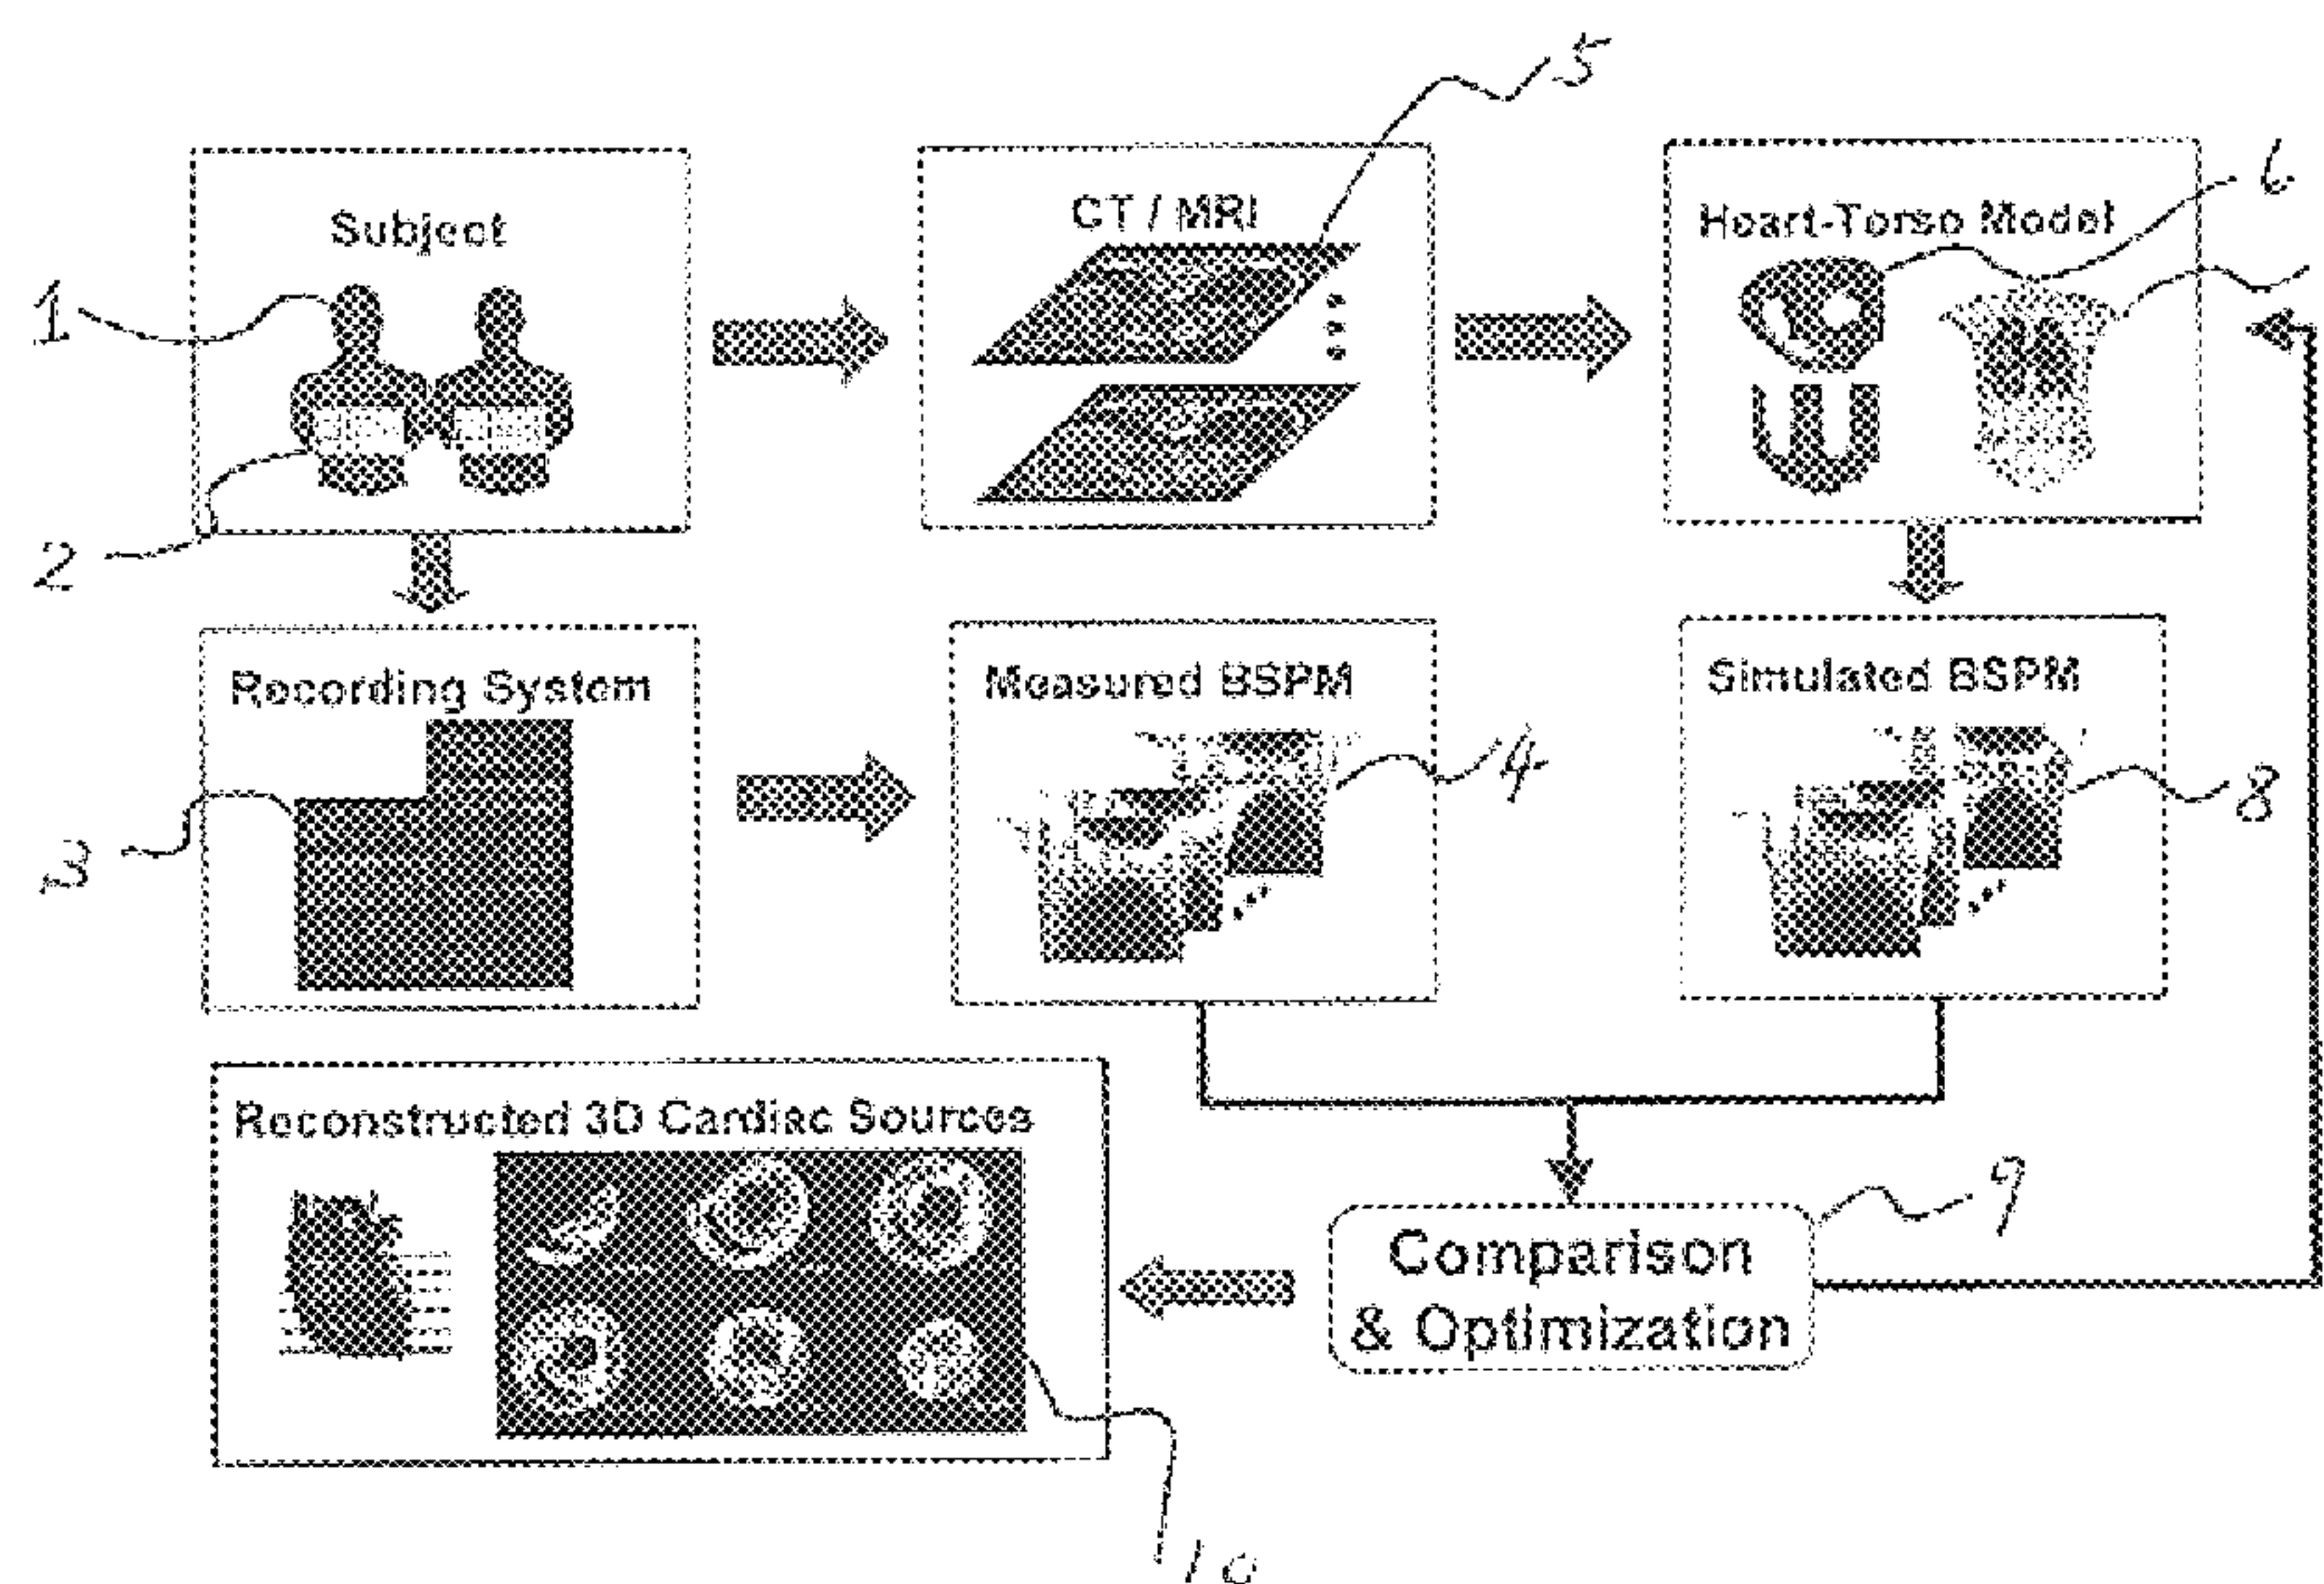 5
Subject
CT / MRI
Heart-Torso Model
6
1
2
Recording System
Measured BSPM
Simulated BSPM
4
8
3
Reconstructed 3D Cardiac Sources
9
Comparison
& Optimization
10